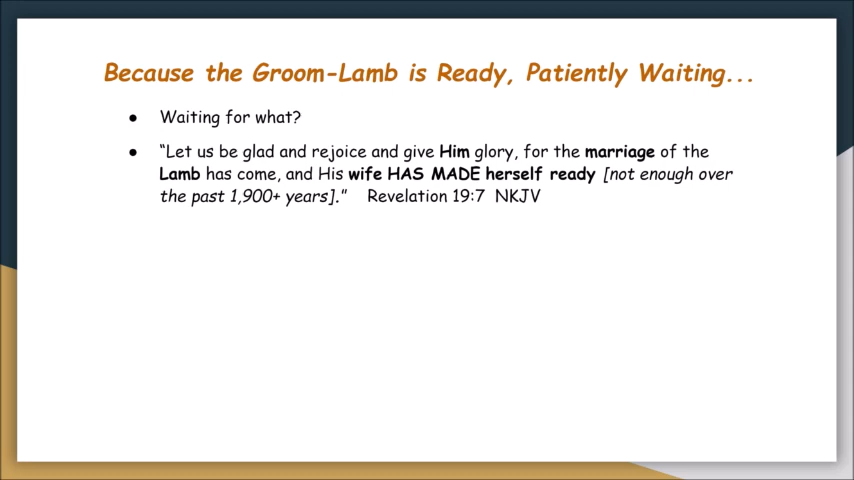 Because the Groom-Lamb is Ready, Patiently Waiting...
● Waiting for what?
● “Let us be glad and rejoice and give Him glory, for the marriage of the
Lamb has come, and His wife HAS MADE herself ready [not enough over
the past 1,900+ years].” Revelation 19:7 NKJV